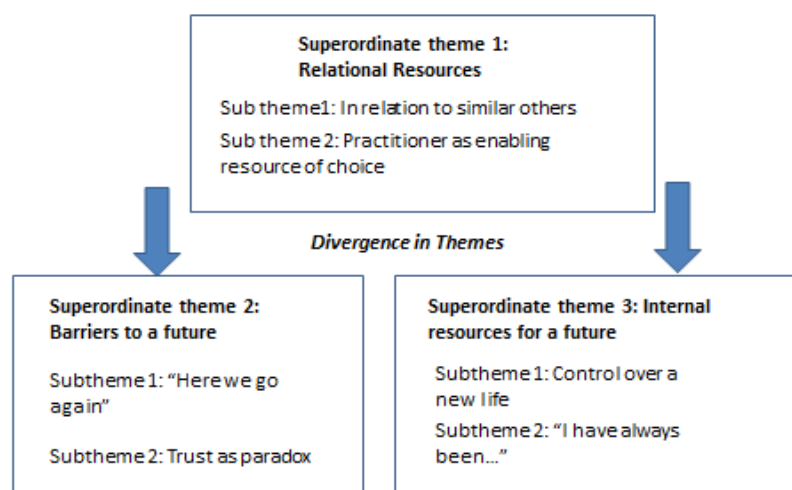 Superordinate theme 1:
Relational Resources
Sub theme1: In relation to similar others
Sub theme 2: Practitioner as enabling
resource of choice
Divergence in Themes
Superordinate theme 2:
Barriers to a future
Subtheme 1: “Here we go
again”
Subtheme 2: Trust as paradox
Superordinate theme 3: Internal
resources for a future
Subtheme 1: Control over a
new life
Subtheme 2: “I have always
been...”